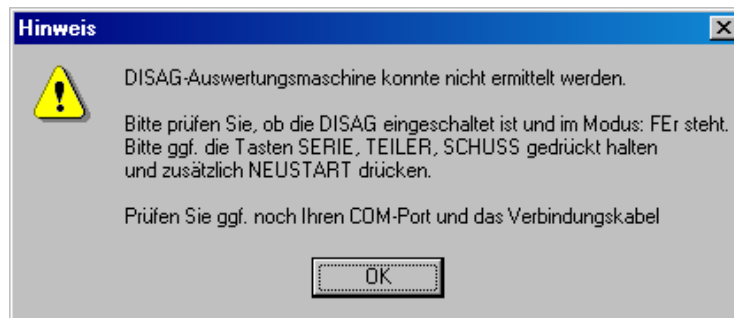 Hinweis
DISAG-Auswertungsmaschine konnte nicht ermittelt werden.
Bitte prüfen Sie, ob die DISAG eingeschaltet ist und im Modus: FEr steht.
Bitte ggf. die Tasten SERIE, TEILER, SCHUSS gedrückt halten
und zusätzlich NEUSTART drücken.
Prüfen Sie ggf. noch Ihren COM-Port und das Verbindungskabel
OK